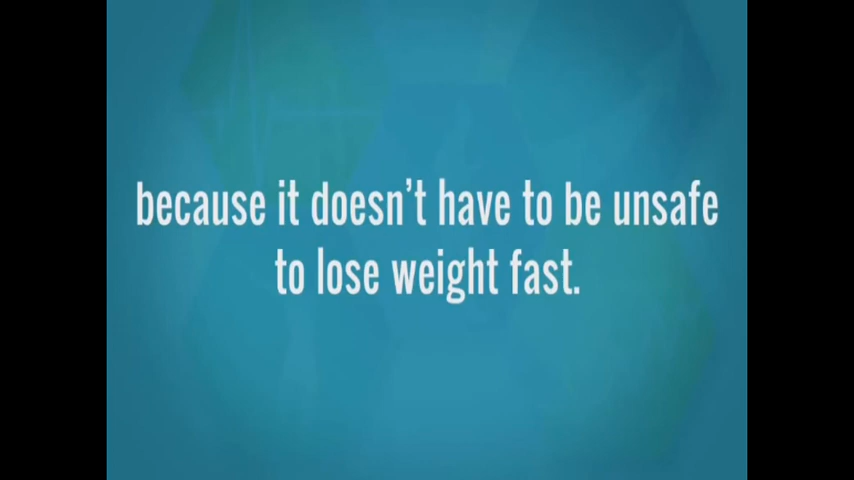 because it doesn't have to be unsafe
to lose weight fast.